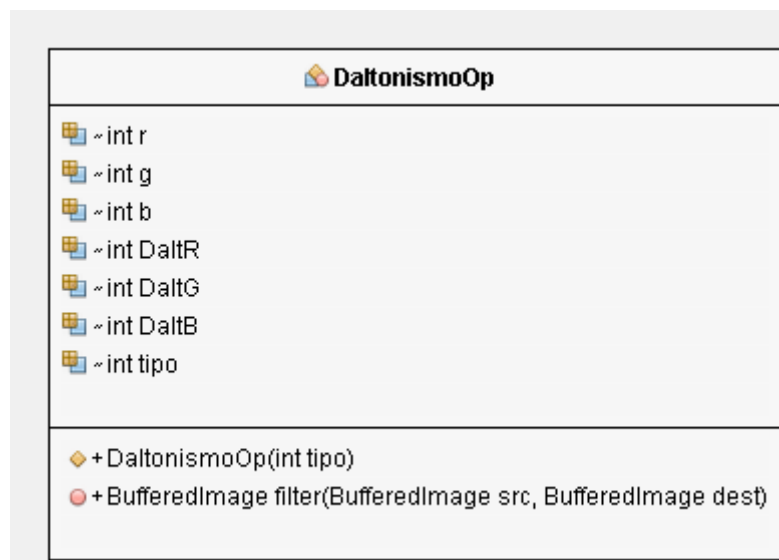 DaltonismoOp
~int r
~int g
~int b
~int DaltR
~int DaltG
~int DaltB
~int tipo
+DaltonismoOp(int tipo)
+BufferedImage filter(BufferedImage src, BufferedImage dest)